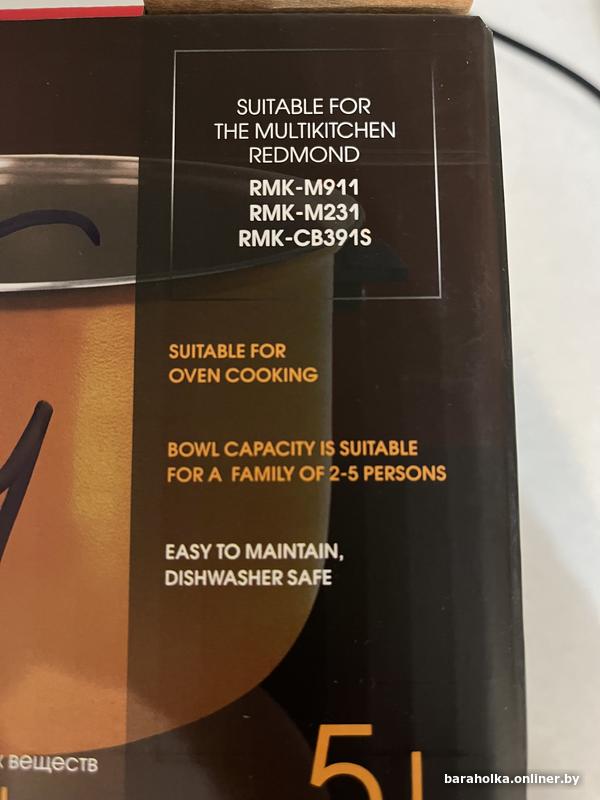 SUITABLE FOR
THE MULTIKITCHEN
REDMOND
RMK-M911
RMK-M231
RMK-CB391S
SUITABLE FOR
OVEN COOKING
BOWL CAPACITY IS SUITABLE
FOR A FAMILY OF 2-5 PERSONS
EASY TO MAINTAIN,
DISHWASHER SAFE
веществ
5
baraholka.onliner.by